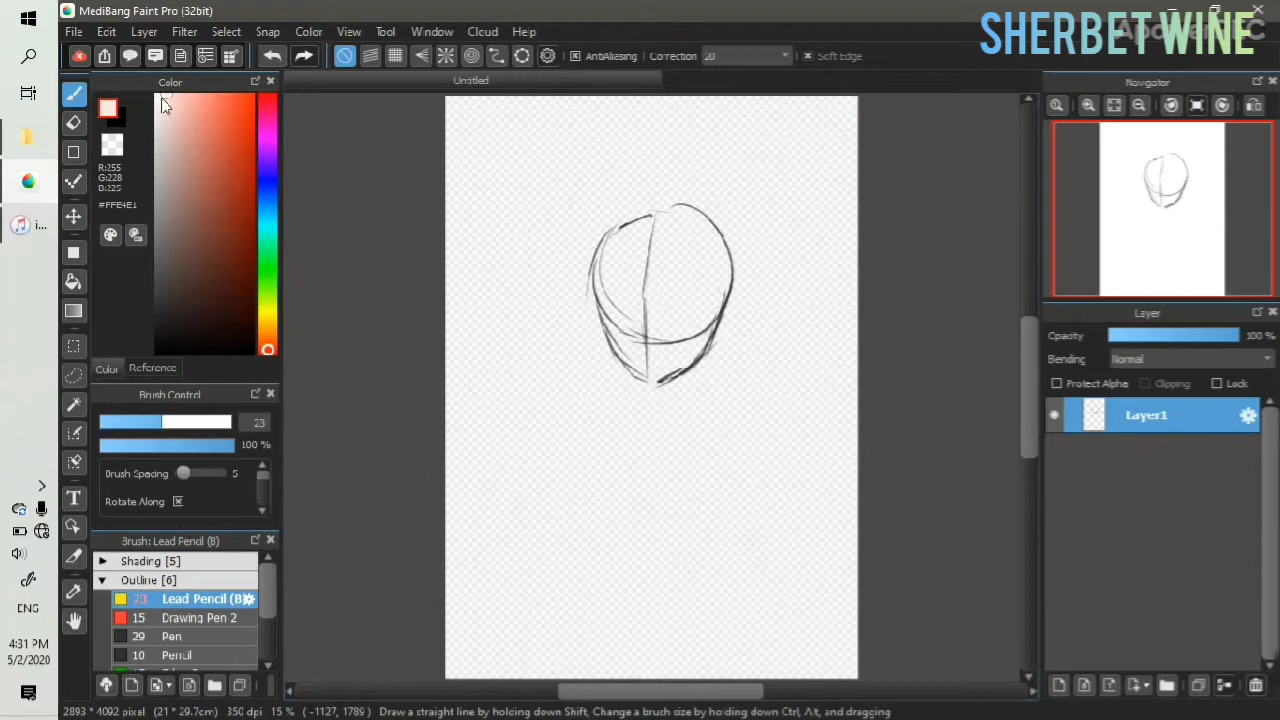 MediBang Paint Pro (32bit)
SHERBET WINE
File Edit Layer Filter Select Snap Color View Tool Window Cloud Help
AntiAliasing Correction 20 Soft Edge
Color
Untitled
Navigator
R:255
G:228
B:225
#FFE4E1
Color Reference
Brush Control
23
100 %
Brush Spacing 5
Rotate Along
Brush: Lead Pencil (B)
Shading [5]
Outline [6]
23 Lead Pencil (B)
15 Drawing Pen 2
29 Pen
10 Pencil
Layer
Opacity 100 %
Blending Normal
Protect Alpha Clipping Lock
Layer1
i...
ENG
4:31 PM
5/2/2020
2893 * 4092 pixel (21 * 29.7cm) 350 dpi 15 % (-1127, 1789) Draw a straight line by holding down Shift, Change a brush size by holding down Ctrl, Alt, and dragging